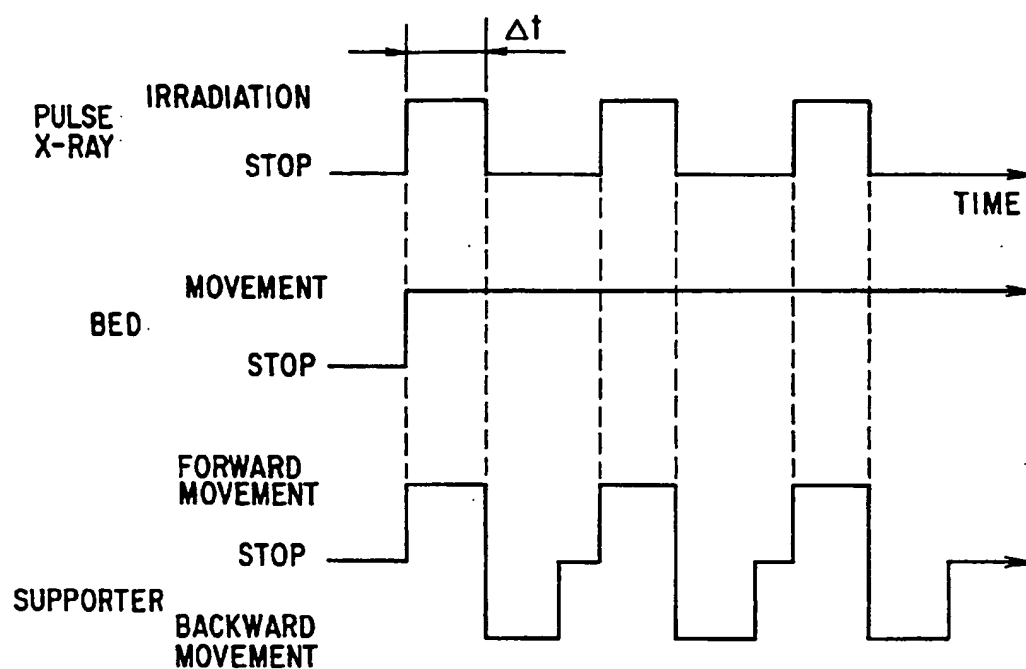 Δt
IRRADIATION
PULSE
X-RAY
STOP
TIME
MOVEMENT
BED
STOP
FORWARD
MOVEMENT
STOP
SUPPORTER
BACKWARD
MOVEMENT